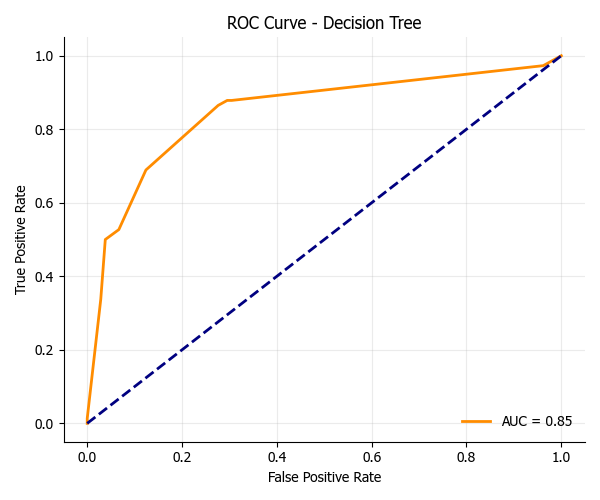 ROC Curve - Decision Tree
1.0
0.8
0.6
0.4
0.2
0.0
True Positive Rate
AUC = 0.85
0.0 0.2 0.4 0.6 0.8 1.0
False Positive Rate